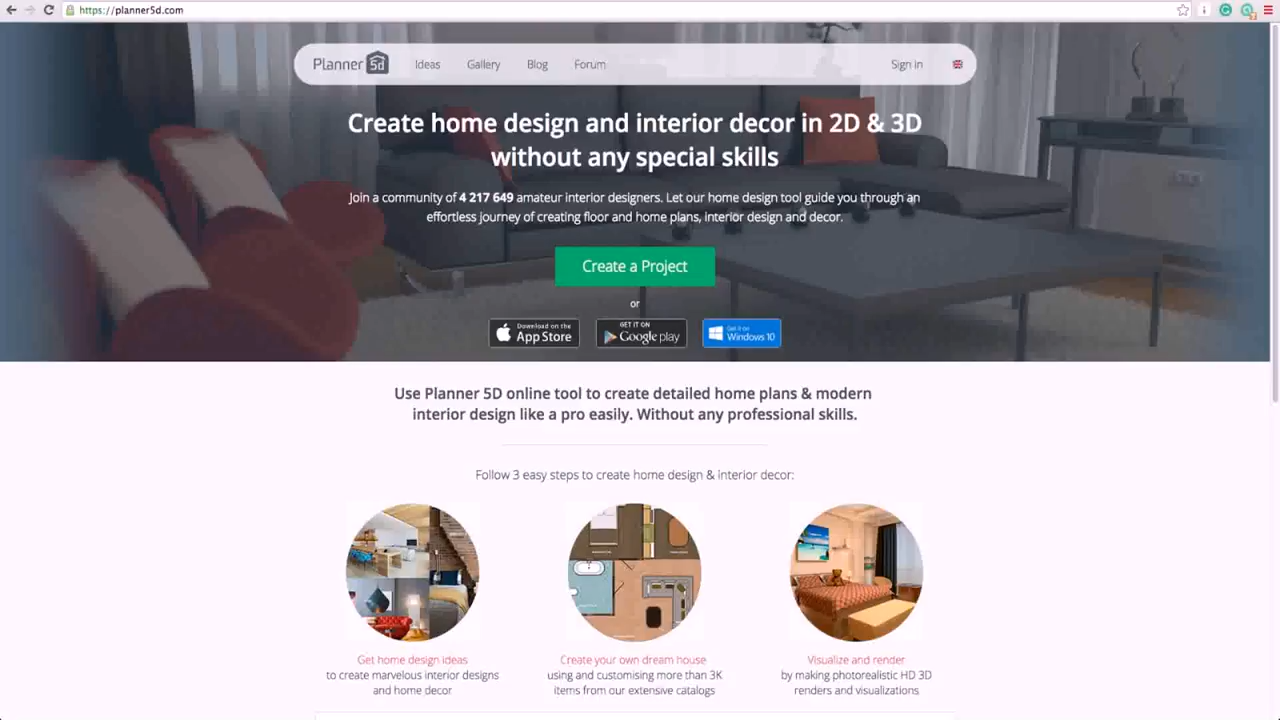 https://planner5d.com
Planner 5d Ideas Gallery Blog Forum Sign in
Create home design and interior decor in 2D & 3D
without any special skills
Join a community of 4 217 649 amateur interior designers. Let our home design tool guide you through an
effortless journey of creating floor and home plans, interior design and decor.
Create a Project
or
Download on the
App Store
GET IT ON
Google play
Get it on
Windows 10
Use Planner 5D online tool to create detailed home plans & modern
interior design like a pro easily. Without any professional skills.
Follow 3 easy steps to create home design & interior decor:
Get home design ideas
to create marvelous interior designs
and home decor
Create your own dream house
using and customising more than 3K
items from our extensive catalogs
Visualize and render
by making photorealistic HD 3D
renders and visualizations